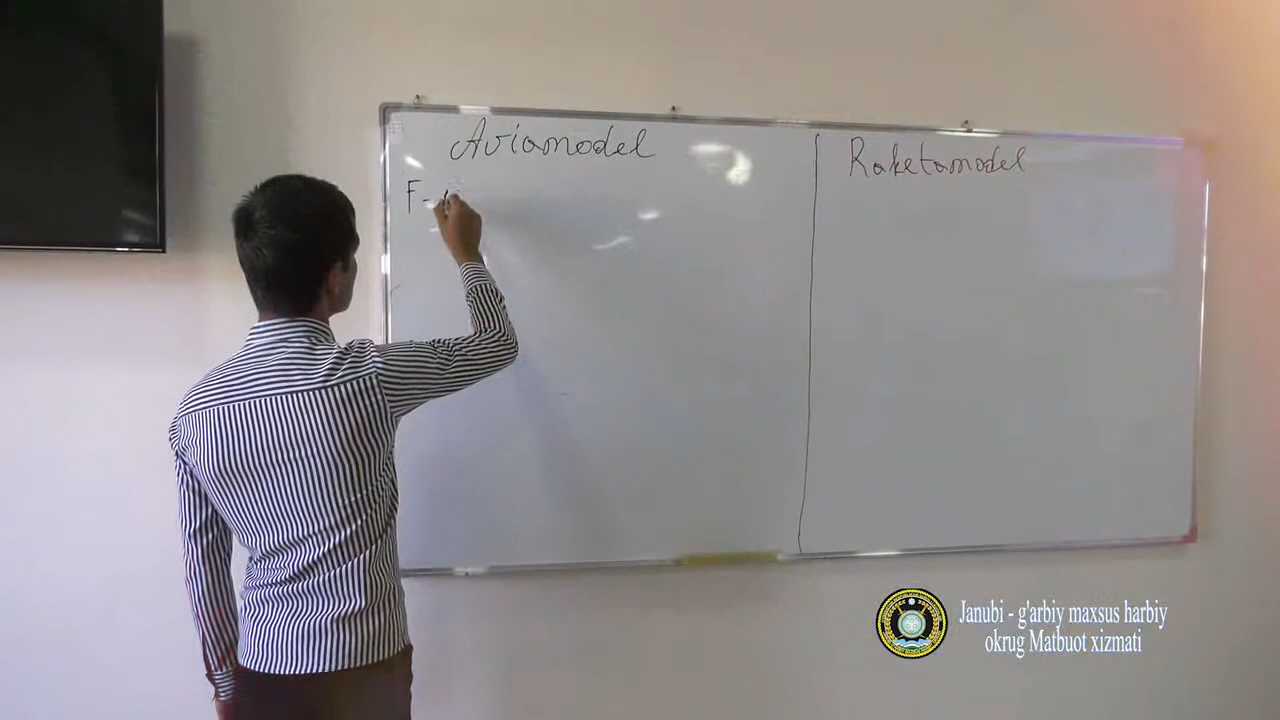 Aviamodel
Raketamodel
F-
Janubi - g'arbiy maxsus harbiy
okrug Matbuot xizmati